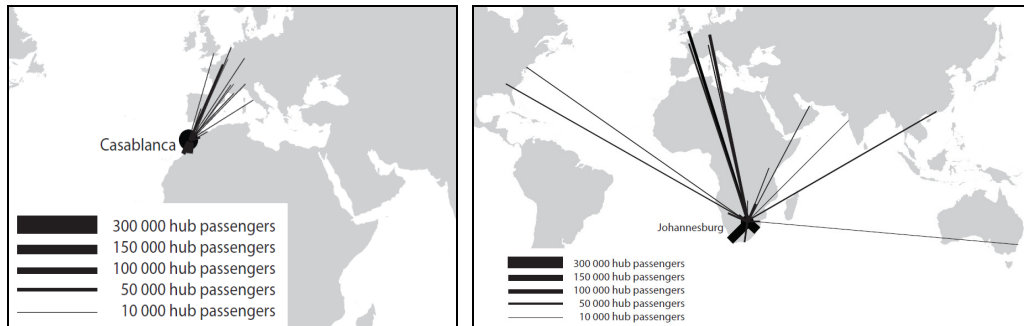 Casablanca
300 000 hub passengers
150 000 hub passengers
100 000 hub passengers
50 000 hub passengers
10 000 hub passengers
Johannesburg
300 000 hub passengers
150 000 hub passengers
100 000 hub passengers
50 000 hub passengers
10 000 hub passengers